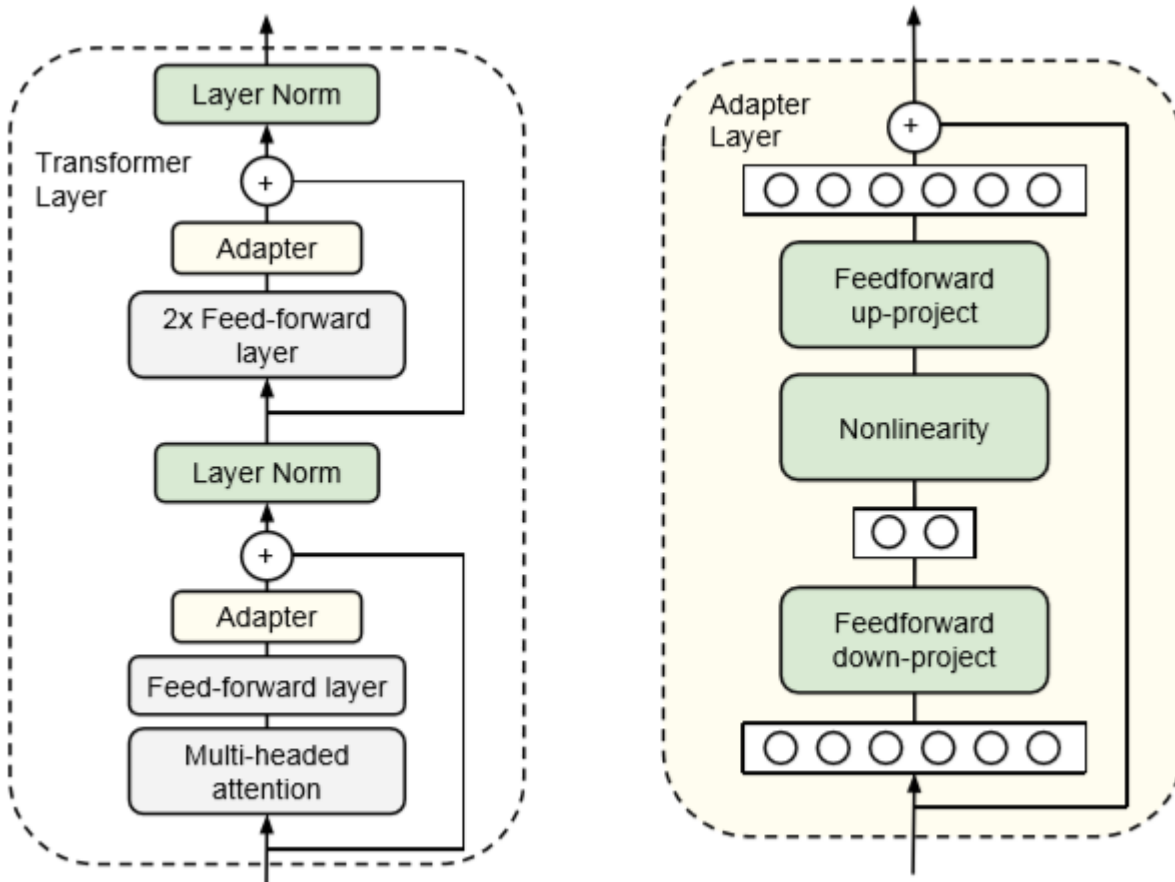 Layer Norm
Transformer
Layer
+
Adapter
2x Feed-forward
layer
Layer Norm
+
Adapter
Feed-forward layer
Multi-headed
attention
Adapter
Layer
+
Feedforward
up-project
Nonlinearity
Feedforward
down-project